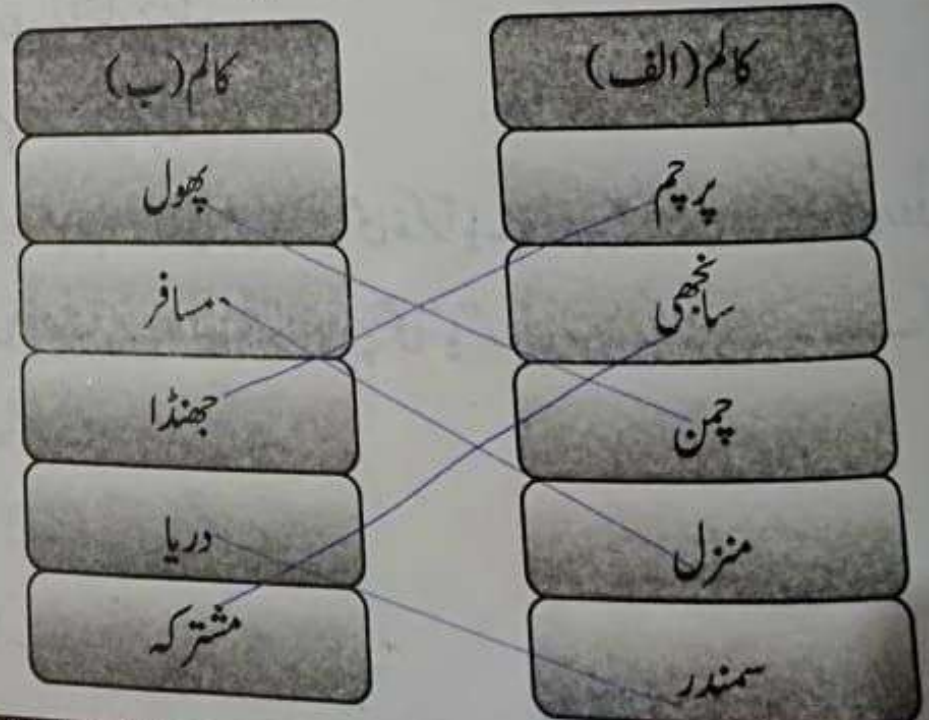 کالم (الف)
پرچم
سانجھی
چمن
منزل
سمندر
کالم (ب)
پھول
مسافر
جھنڈا
دریا
مشترکہ